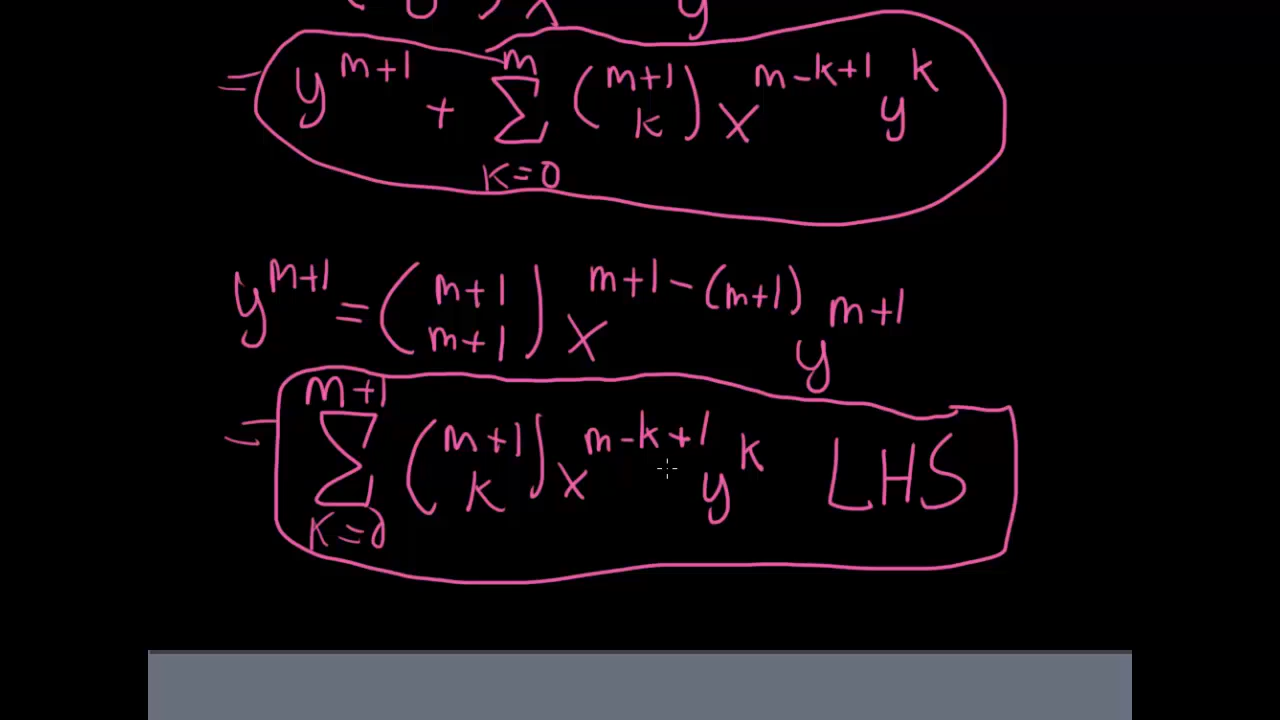 = y^{m+1} + \sum_{k=0}^{m} \binom{m+1}{k} x^{m-k+1} y^k
y^{m+1} = \binom{m+1}{m+1} x^{m+1-(m+1)} y^{m+1}
= \sum_{k=0}^{m+1} \binom{m+1}{k} x^{m-k+1} y^k LHS